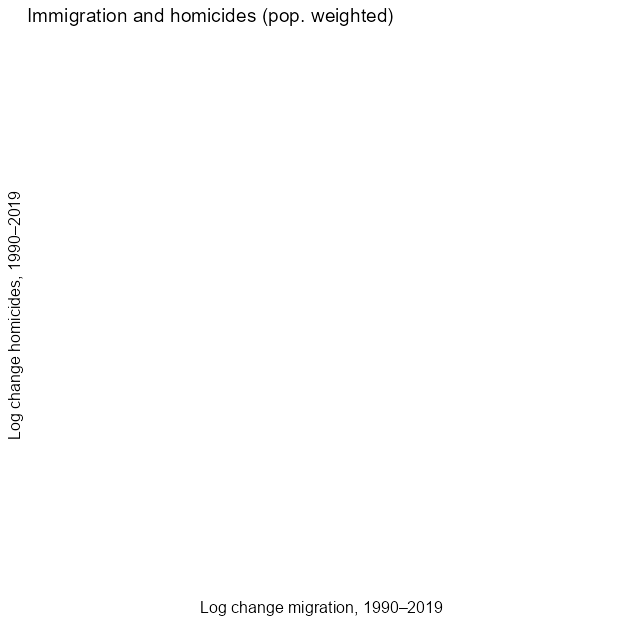 Immigration and homicides (pop. weighted)
Log change homicides, 1990–2019
Log change migration, 1990–2019